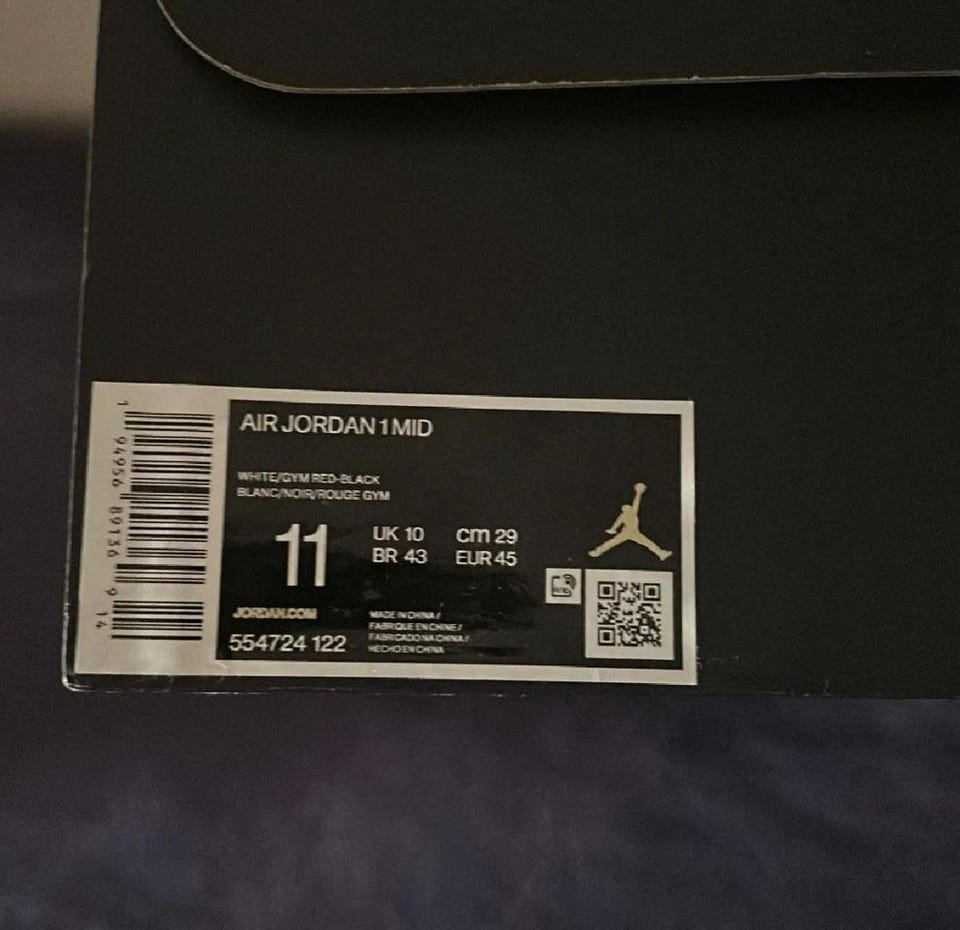 AIR JORDAN 1 MID
WHITE/GYM RED-BLACK
BLANC/NOIR/ROUGE GYM
11
UK 10 cm 29
BR 43 EUR 45
JORDAN.COM
554724 122
MADE IN CHINA /
FABRIQUE EN CHINE /
FABRICADO NA CHINA /
HECHO EN CHINA
1 94956 89136 9 14